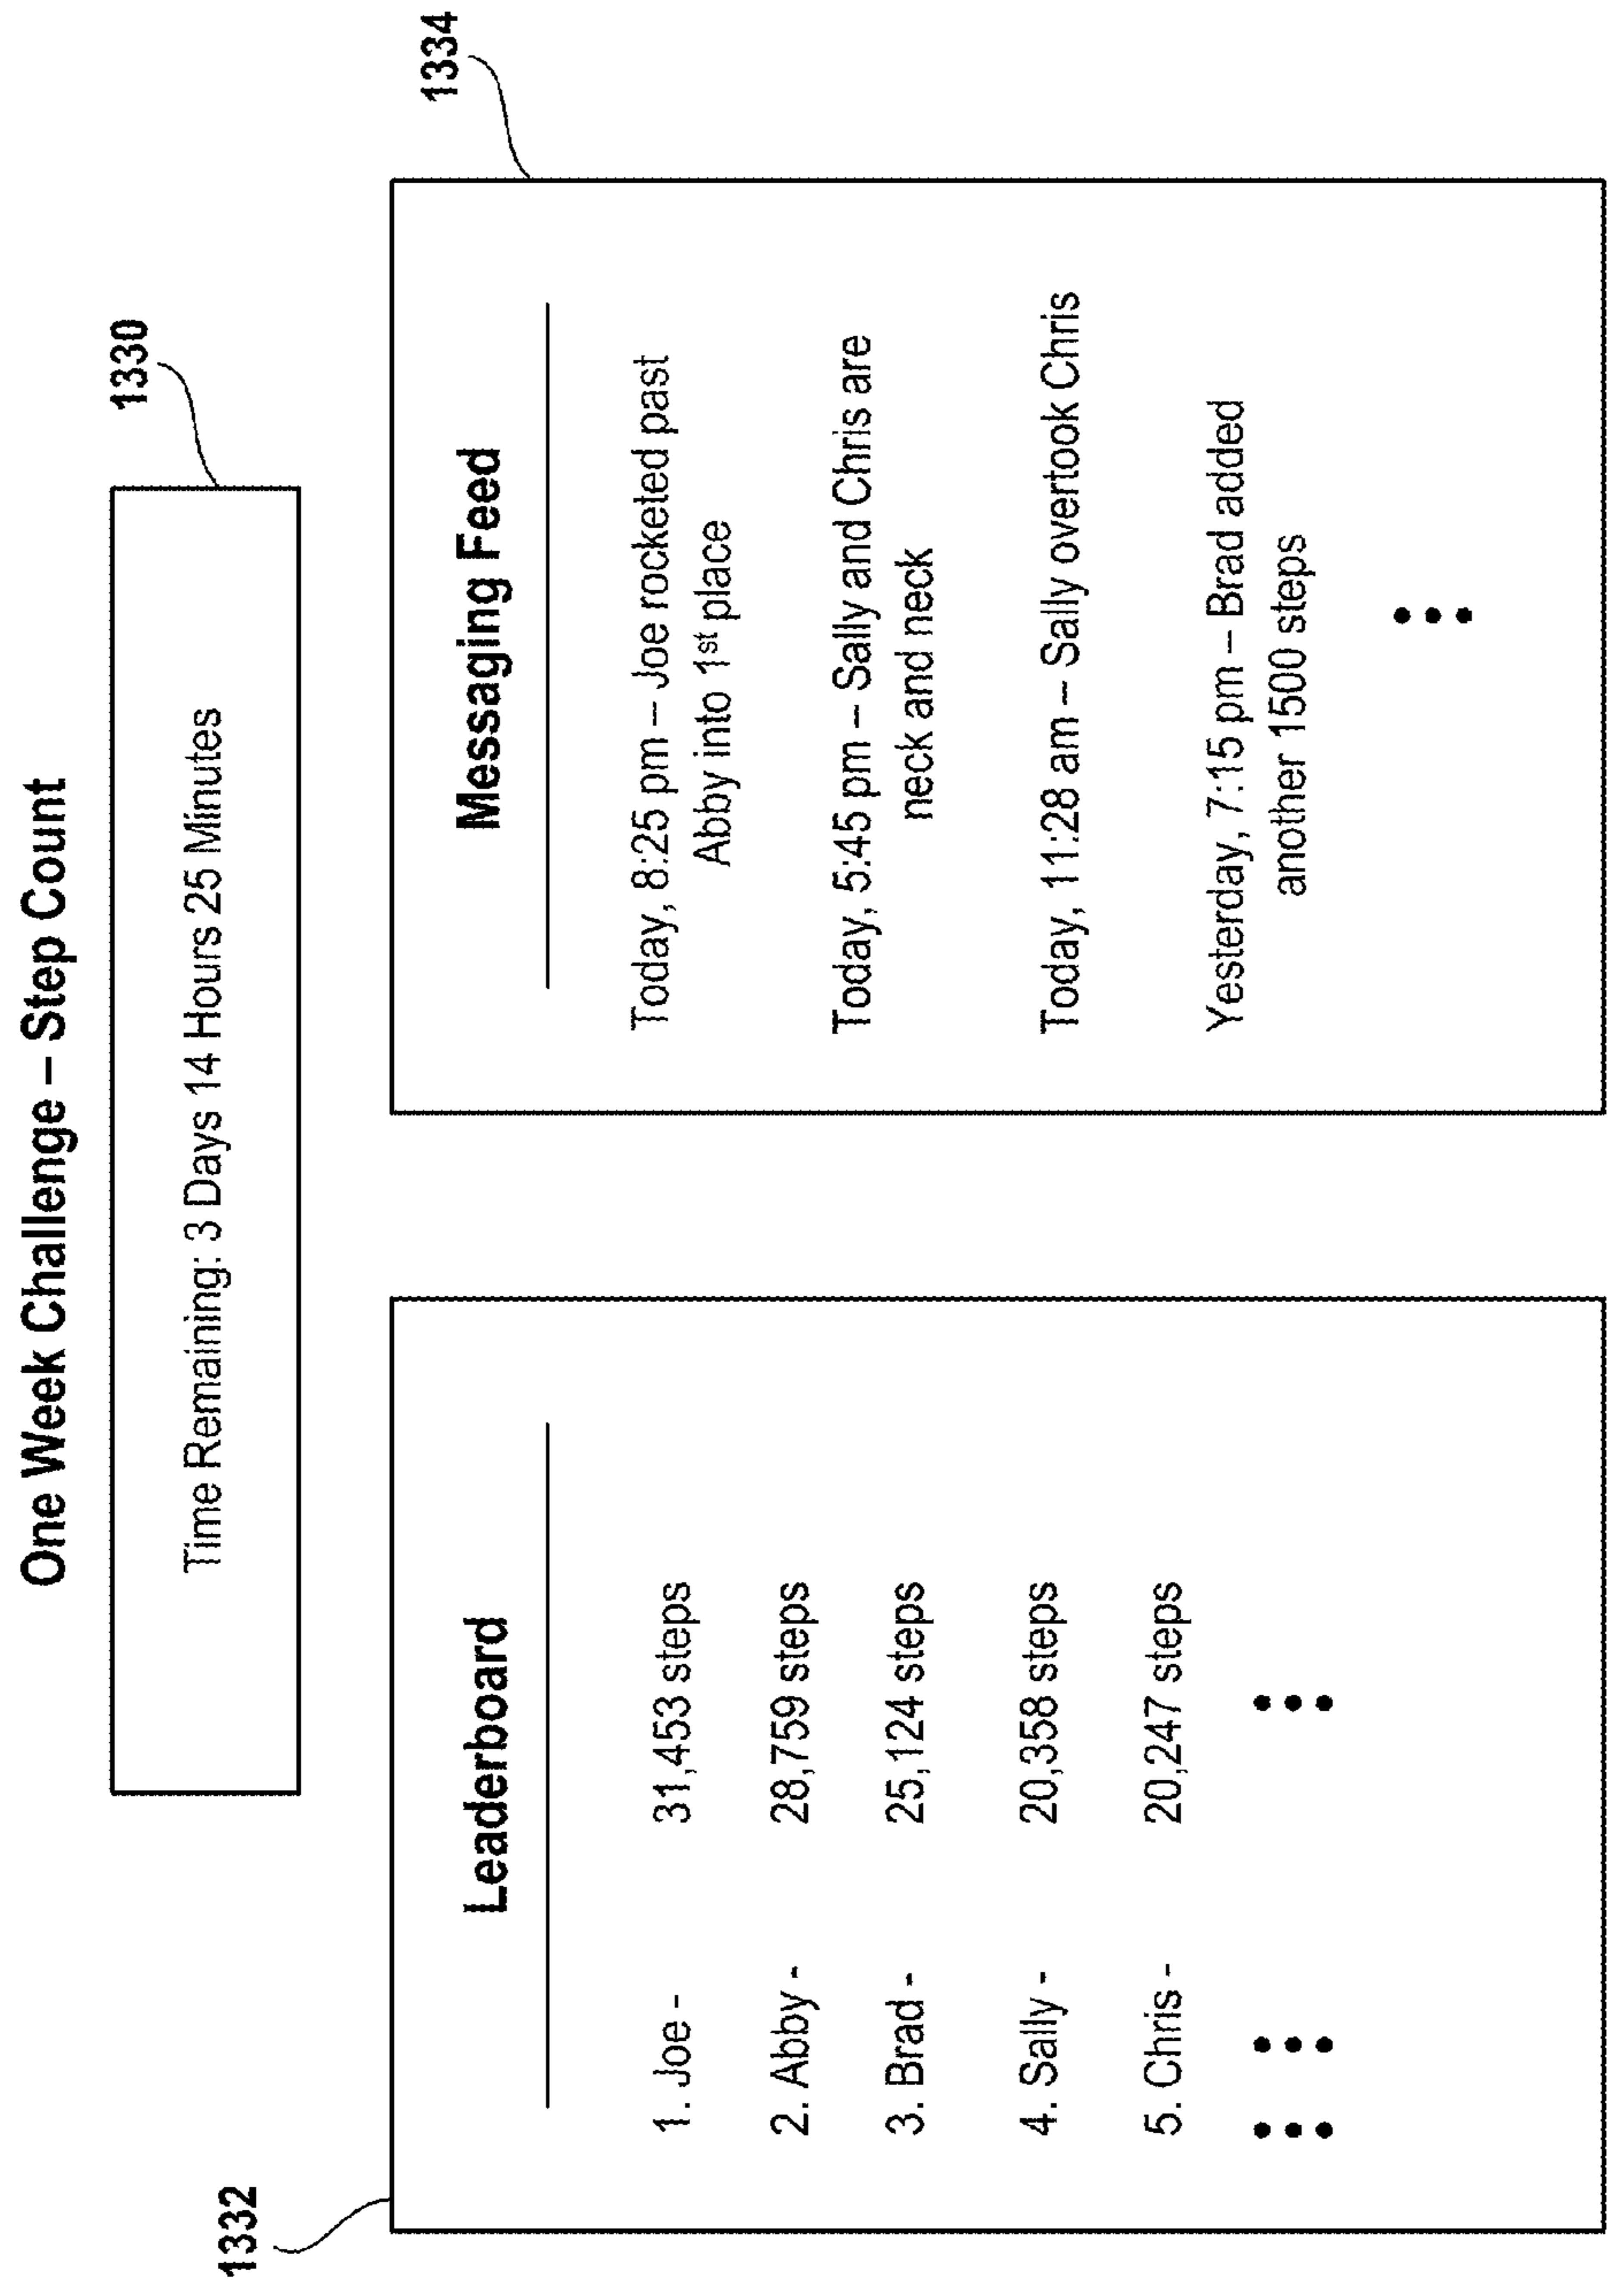 One Week Challenge – Step Count
1330
Time Remaining: 3 Days 14 Hours 25 Minutes
1332
Leaderboard
1. Joe - 31,453 steps
2. Abby - 28,759 steps
3. Brad - 25,124 steps
4. Sally - 20,358 steps
5. Chris - 20,247 steps
1334
Messaging Feed
Today, 8:25 pm – Joe rocketed past
Abby into 1st place
Today, 5:45 pm – Sally and Chris are
neck and neck
Today, 11:28 am – Sally overtook Chris
Yesterday, 7:15 pm – Brad added
another 1500 steps